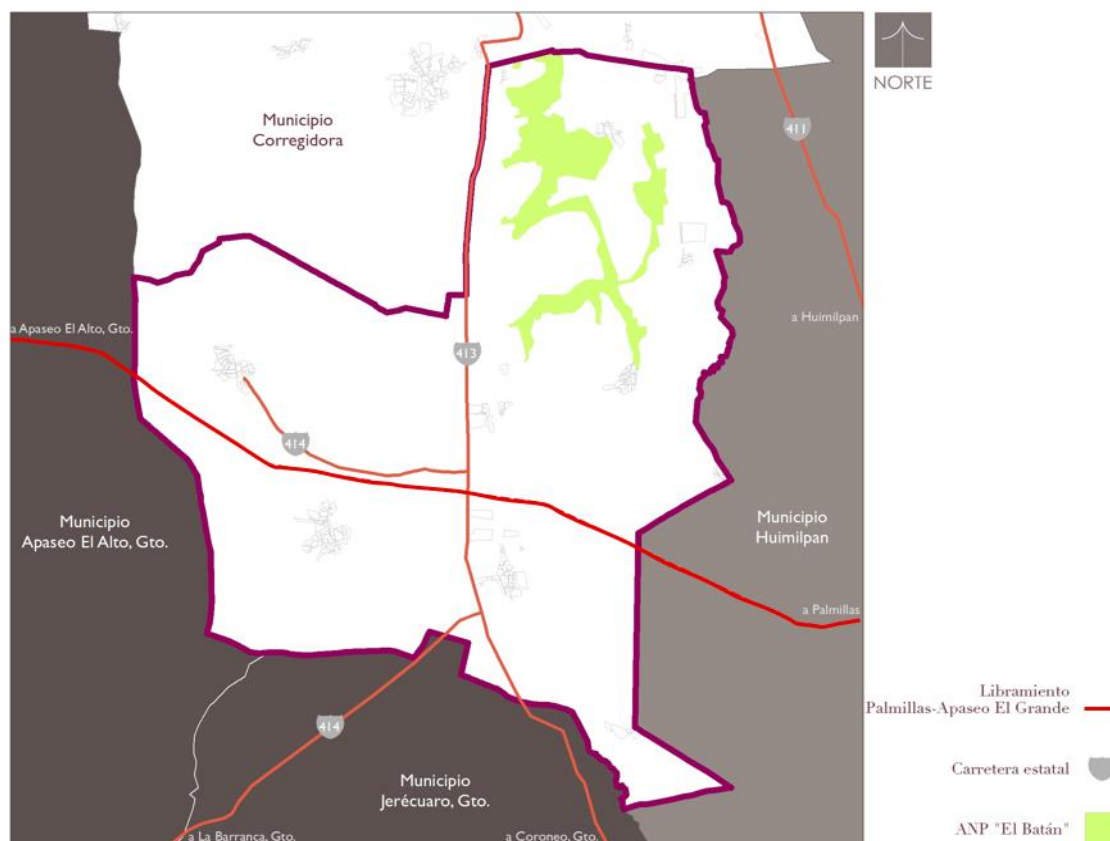 NORTE
411
Municipio
Corregidora
a Huimilpan
a Apaseo El Alto, Gto.
413
414
Municipio
Apaseo El Alto, Gto.
Municipio
Huimilpan
a Palmillas
Libramiento
Palmillas-Apaseo El Grande
414
Carretera estatal
Municipio
Jerécuaro, Gto.
a La Barranca, Gto.
a Coroneo, Gto.
ANP "El Batán"